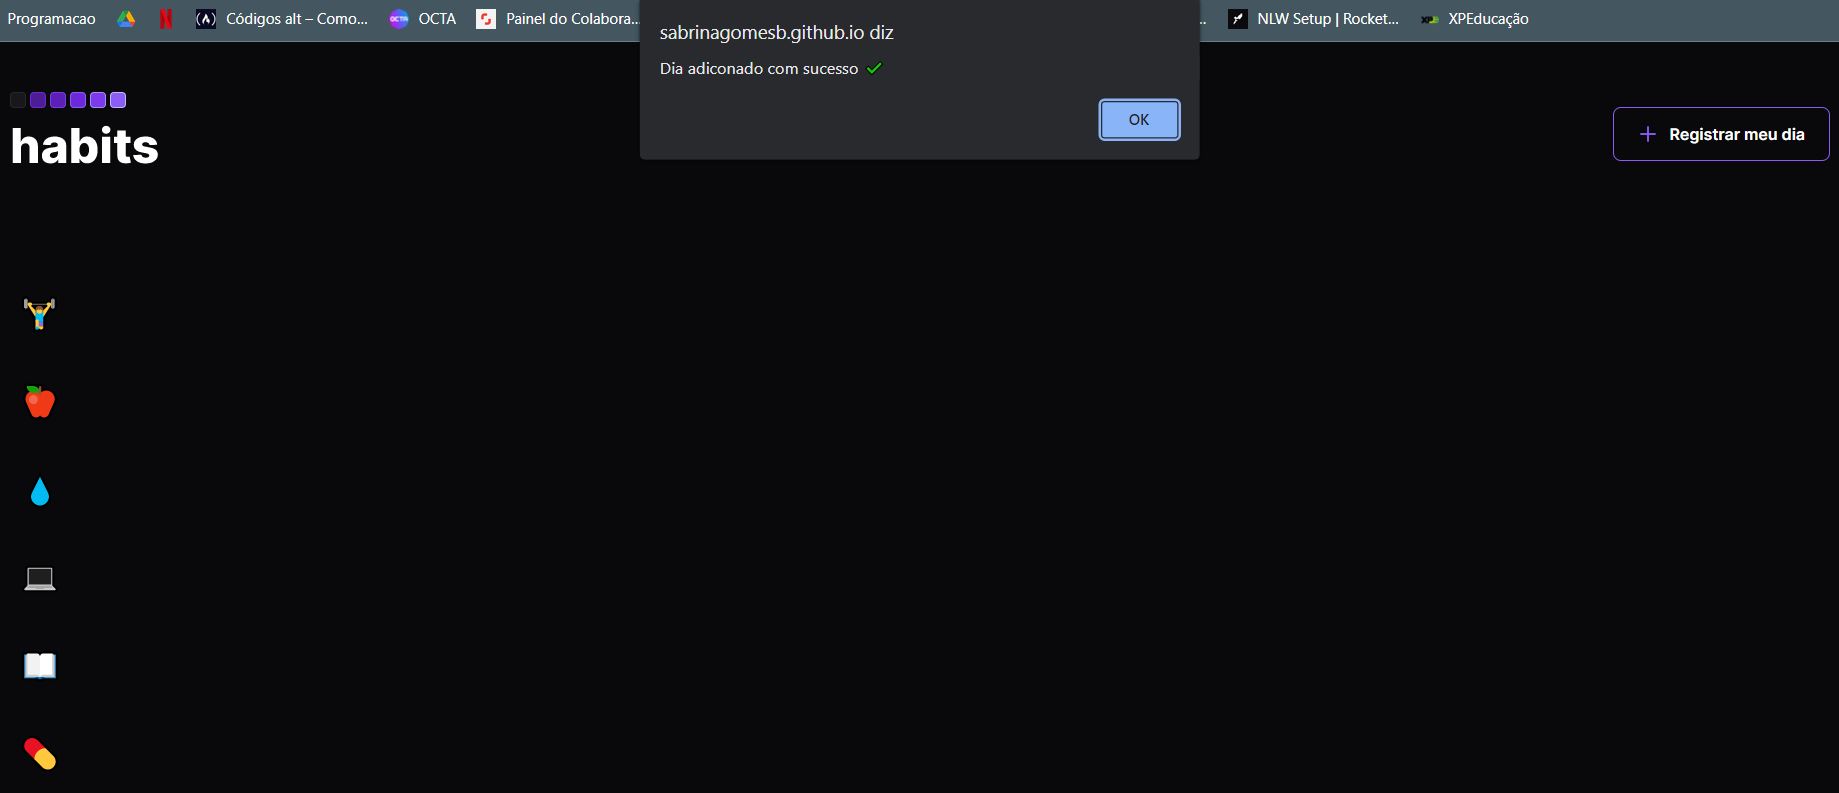 Programacao
Códigos alt – Como...
OCTA
Painel do Colabora...
NLW Setup | Rocket...
XPEducação
sabrinagomesb.github.io diz
Dia adiconado com sucesso ✔
OK
habits
+ Registrar meu dia